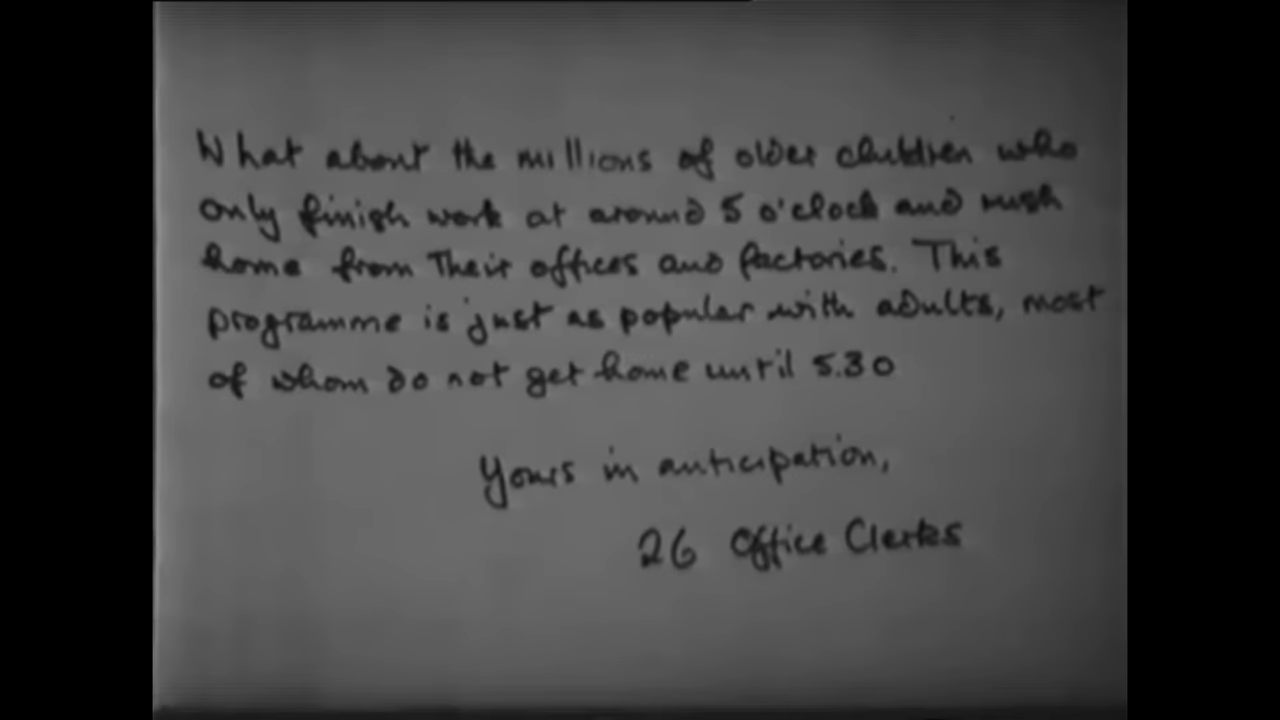 What about the millions of older children who
only finish work at around 5 o'clock and rush
home from their offices and factories. This
programme is just as popular with adults, most
of whom do not get home until 5.30
Yours in anticipation,
26 Office Clerks